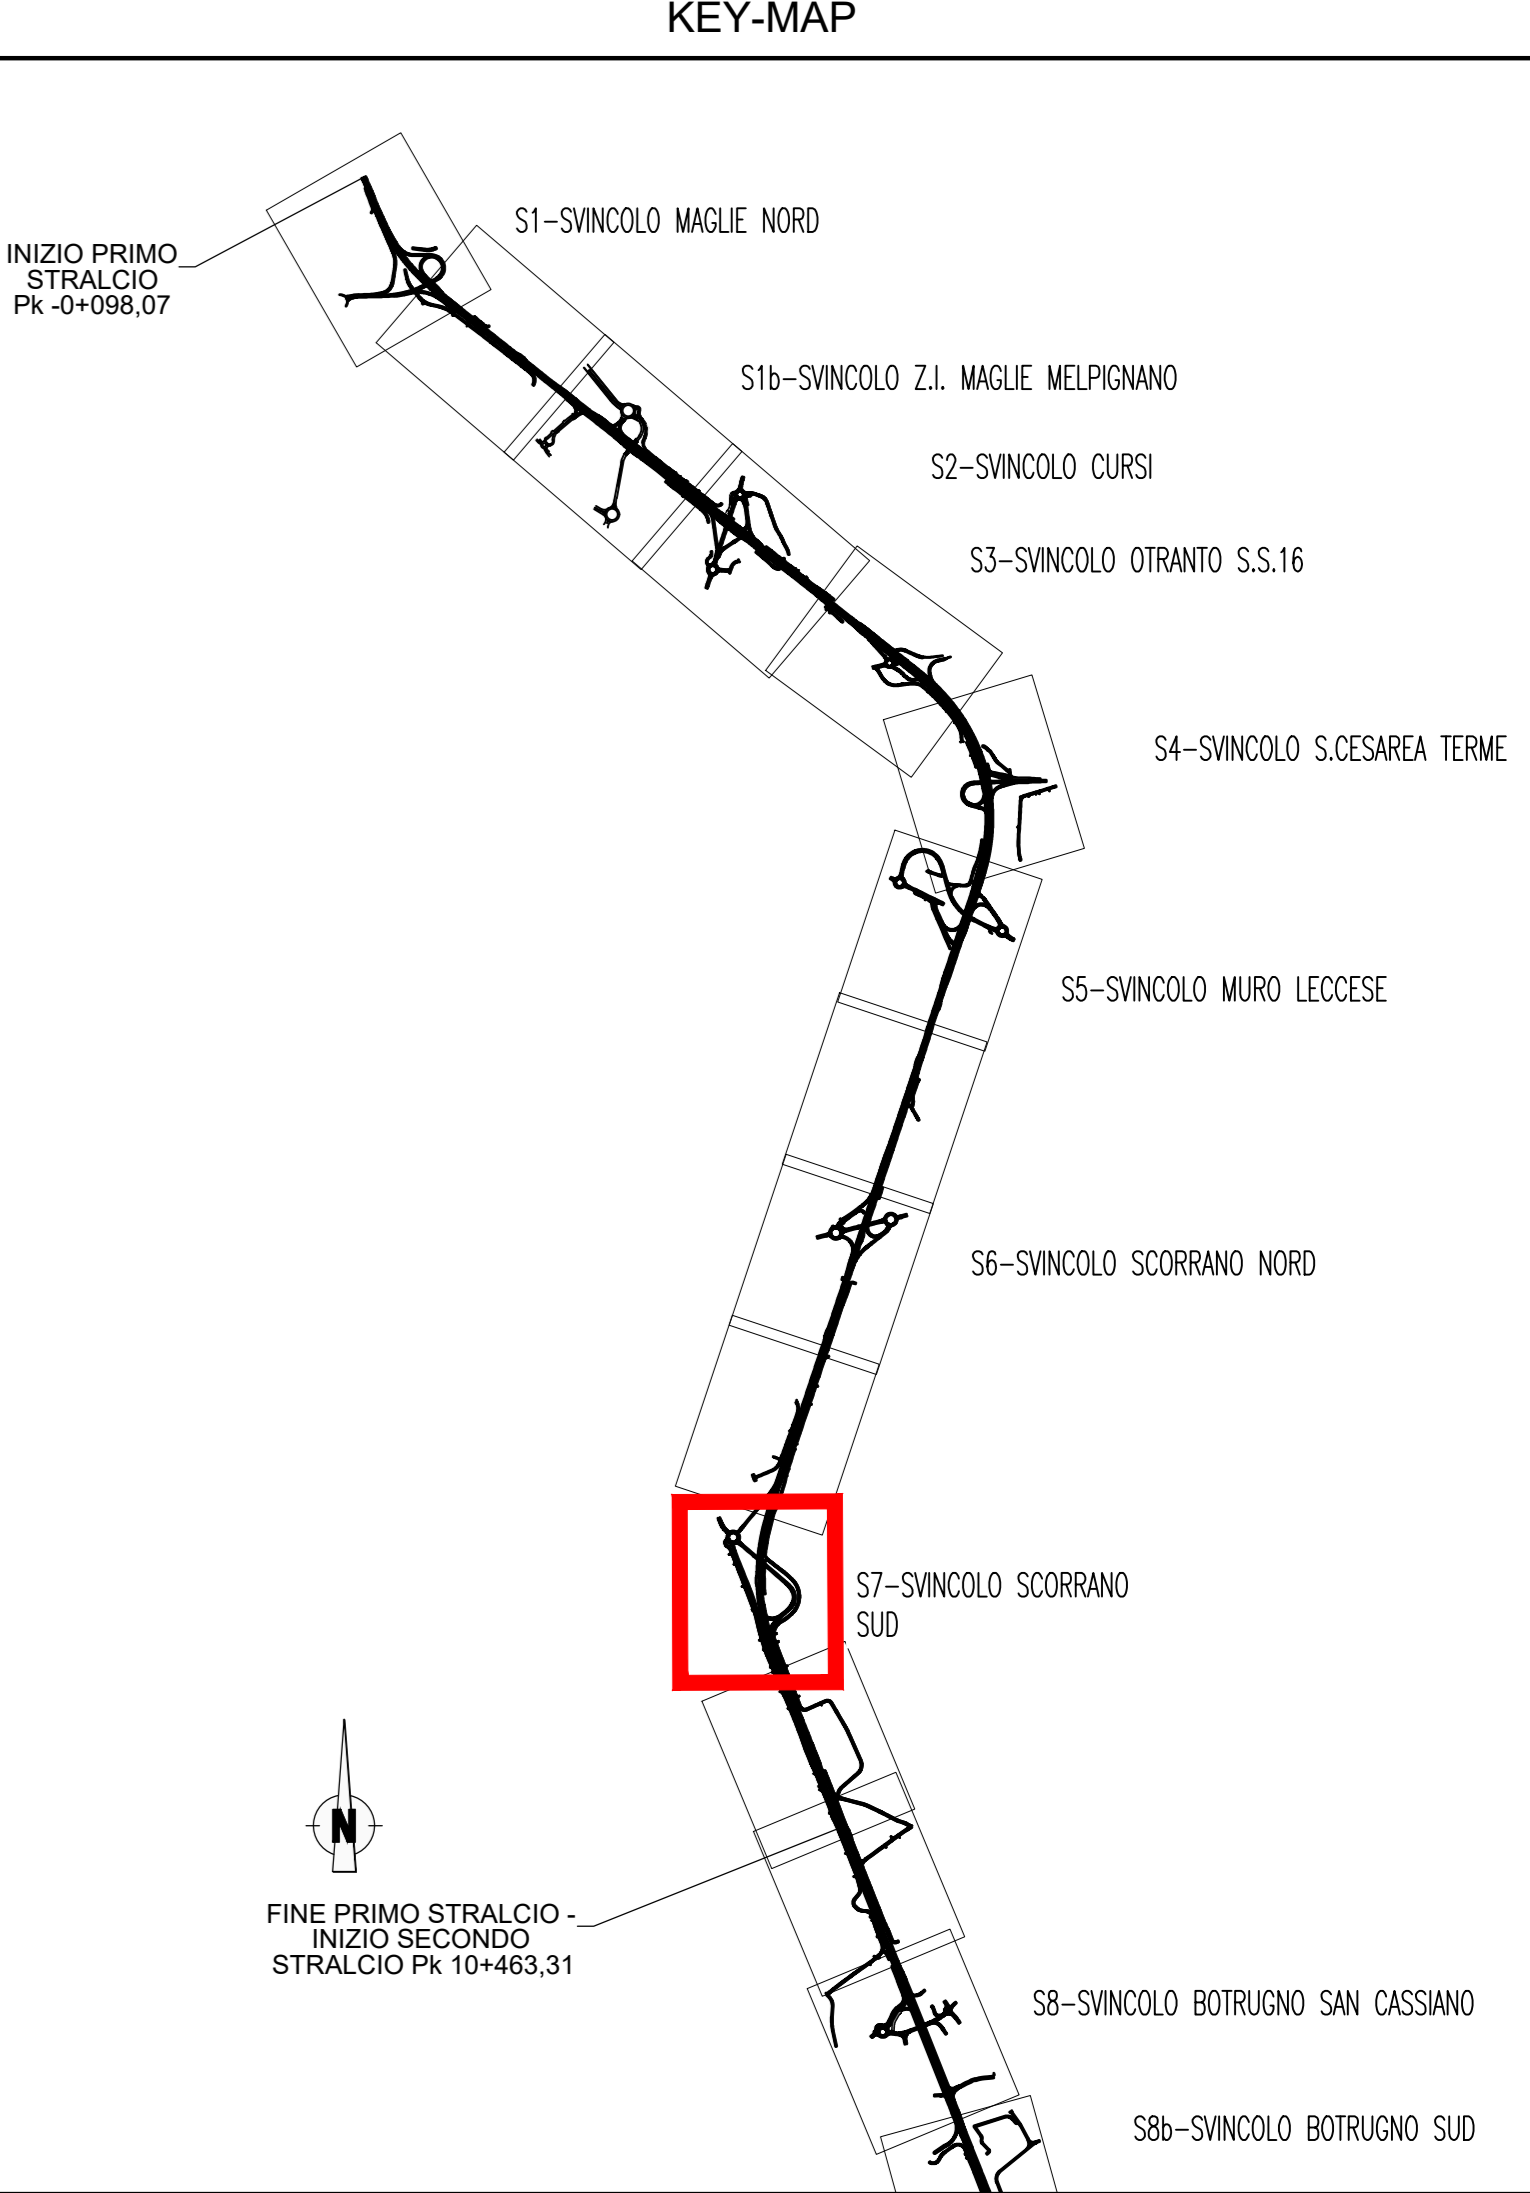 KEY-MAP
S1-SVINCOLO MAGLIE NORD
INIZIO PRIMO
STRALCIO
Pk -0+098,07
S1b-SVINCOLO Z.I. MAGLIE MELPIGNANO
S2-SVINCOLO CURSI
S3-SVINCOLO OTRANTO S.S.16
S4-SVINCOLO S.CESAREA TERME
S5-SVINCOLO MURO LECCESE
S6-SVINCOLO SCORRANO NORD
S7-SVINCOLO SCORRANO
SUD
N
FINE PRIMO STRALCIO -
INIZIO SECONDO
STRALCIO Pk 10+463,31
S8-SVINCOLO BOTRUGNO SAN CASSIANO
S8b-SVINCOLO BOTRUGNO SUD